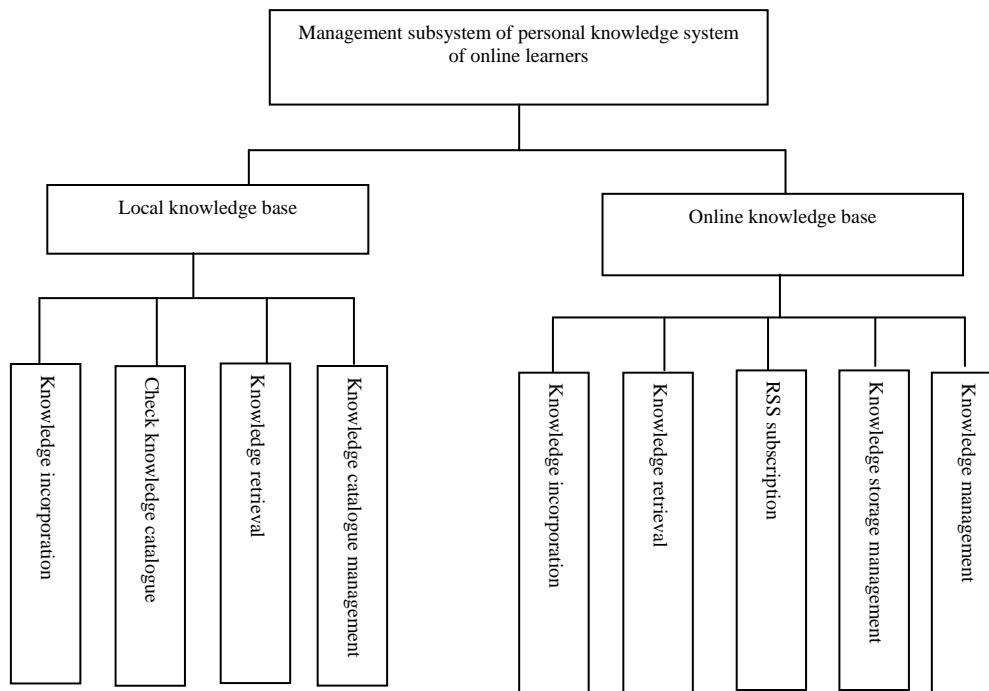 Management subsystem of personal knowledge system
of online learners
Local knowledge base
Online knowledge base
Knowledge incorporation
Check knowledge catalogue
Knowledge retrieval
Knowledge catalogue management
Knowledge incorporation
Knowledge retrieval
RSS subscription
Knowledge storage management
Knowledge management